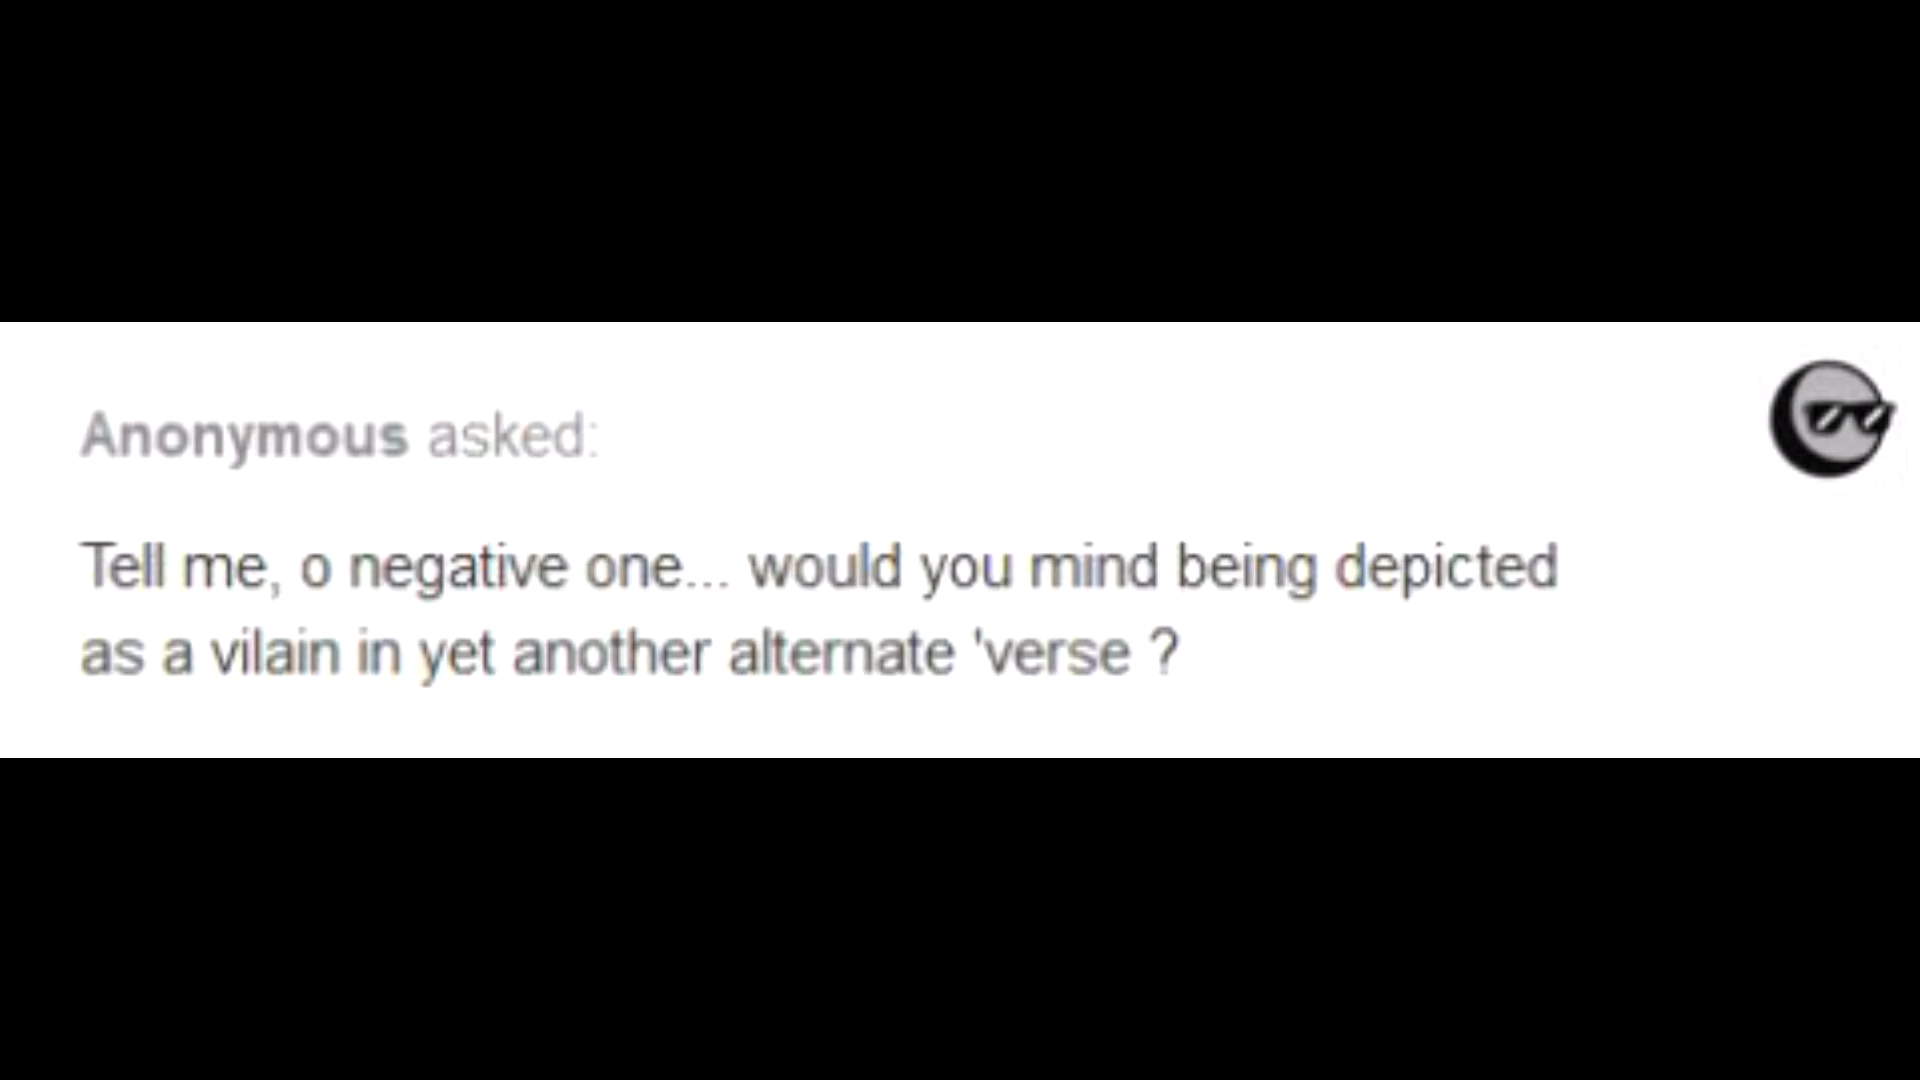 Anonymous asked:
Tell me, o negative one... would you mind being depicted
as a vilain in yet another alternate 'verse ?